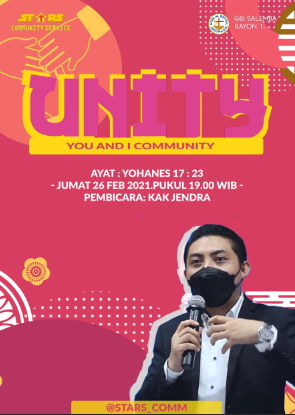 STARS
COMMUNITY SERVICE
GBI SALEMBA
RAYON 1
UNITY
YOU AND I COMMUNITY
AYAT : YOHANES 17 : 23
- JUMAT 26 FEB 2021.PUKUL 19.00 WIB -
PEMBICARA: KAK JENDRA
@STARS_COMM